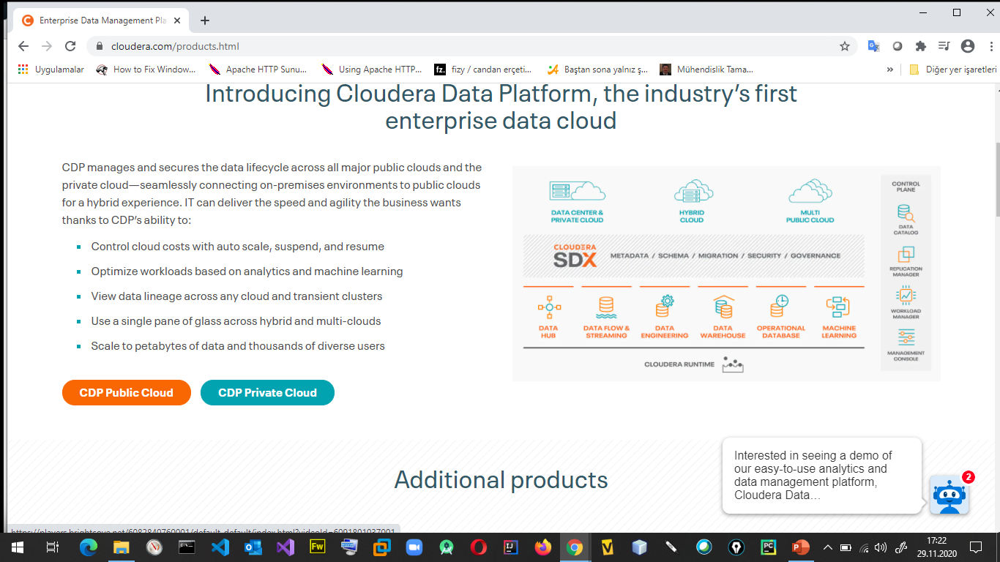 Enterprise Data Management Pla
cloudera.com/products.html
Uygulamalar
How to Fix Window...
Apache HTTP Sunu...
Using Apache HTTP...
fz.
fizy / candan erçeti...
Baştan sona yalnız ş...
Mühendislik Tama...
»
Diğer yer işaretleri
Introducing Cloudera Data Platform, the industry's first
enterprise data cloud
CDP manages and secures the data lifecycle across all major public clouds and the
private cloud—seamlessly connecting on-premises environments to public clouds
for a hybrid experience. IT can deliver the speed and agility the business wants
thanks to CDP's ability to:
Control cloud costs with auto scale, suspend, and resume
Optimize workloads based on analytics and machine learning
View data lineage across any cloud and transient clusters
Use a single pane of glass across hybrid and multi-clouds
Scale to petabytes of data and thousands of diverse users
CDP Public Cloud
CDP Private Cloud
DATA CENTER &
PRIVATE CLOUD
HYBRID
CLOUD
MULTI
PUBLIC CLOUD
CLOUDERA
SDX
METADATA / SCHEMA / MIGRATION / SECURITY / GOVERNANCE
DATA
HUB
DATA FLOW &
STREAMING
DATA
ENGINEERING
DATA
WAREHOUSE
OPERATIONAL
DATABASE
MACHINE
LEARNING
CLOUDERA RUNTIME
CONTROL
PLANE
DATA
CATALOG
REPLICATION
MANAGER
WORKLOAD
MANAGER
MANAGEMENT
CONSOLE
Additional products
Interested in seeing a demo of
our easy-to-use analytics and
data management platform,
Cloudera Data...
2
https://players.brightcove.net/6082840760001/default_default/index.html?videoId=6091801037001
Fw
IJ
PC
P
17:22
29.11.2020